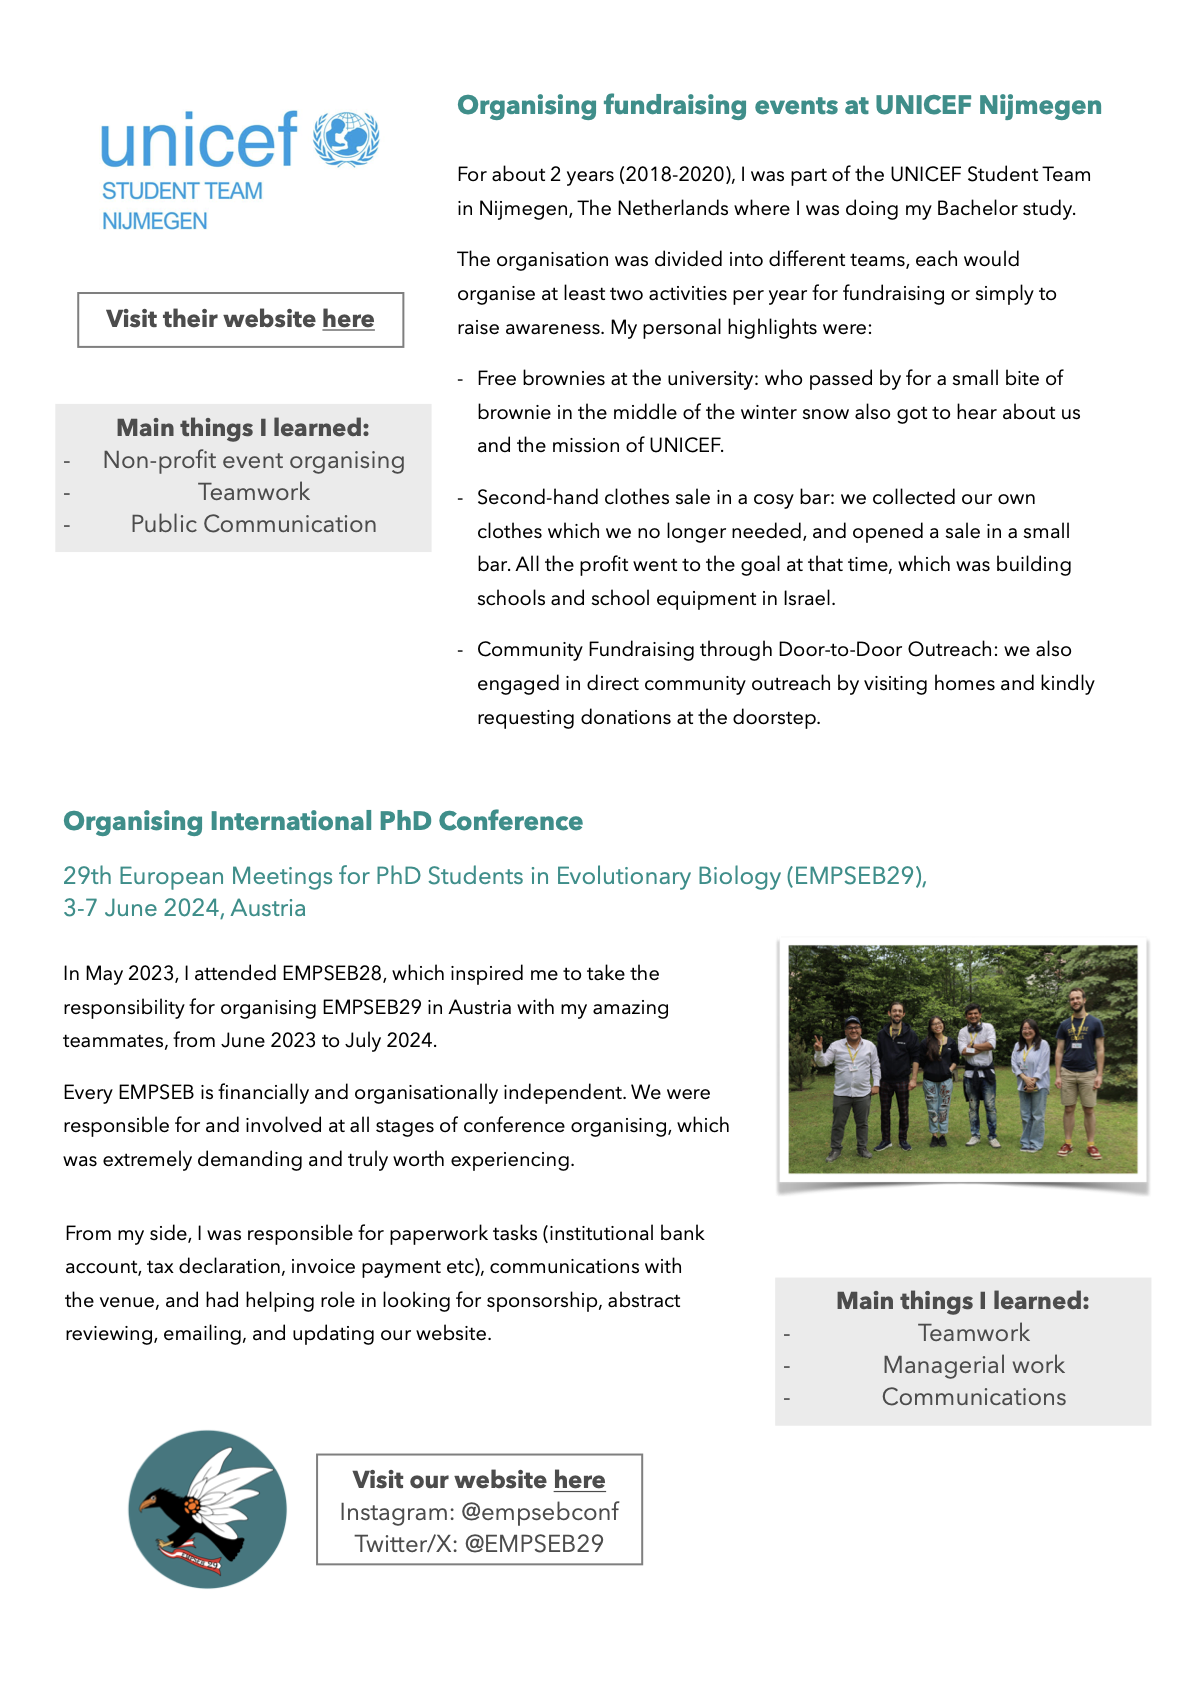 unicef
STUDENT TEAM
NIJMEGEN
Visit their website here
Main things I learned:
- Non-profit event organising
- Teamwork
- Public Communication
Organising fundraising events at UNICEF Nijmegen
For about 2 years (2018-2020), I was part of the UNICEF Student Team
in Nijmegen, The Netherlands where I was doing my Bachelor study.
The organisation was divided into different teams, each would
organise at least two activities per year for fundraising or simply to
raise awareness. My personal highlights were:
- Free brownies at the university: who passed by for a small bite of
brownie in the middle of the winter snow also got to hear about us
and the mission of UNICEF.
- Second-hand clothes sale in a cosy bar: we collected our own
clothes which we no longer needed, and opened a sale in a small
bar. All the profit went to the goal at that time, which was building
schools and school equipment in Israel.
- Community Fundraising through Door-to-Door Outreach: we also
engaged in direct community outreach by visiting homes and kindly
requesting donations at the doorstep.
Organising International PhD Conference
29th European Meetings for PhD Students in Evolutionary Biology (EMPSEB29),
3-7 June 2024, Austria
In May 2023, I attended EMPSEB28, which inspired me to take the
responsibility for organising EMPSEB29 in Austria with my amazing
teammates, from June 2023 to July 2024.
Every EMPSEB is financially and organisationally independent. We were
responsible for and involved at all stages of conference organising, which
was extremely demanding and truly worth experiencing.
From my side, I was responsible for paperwork tasks (institutional bank
account, tax declaration, invoice payment etc), communications with
the venue, and had helping role in looking for sponsorship, abstract
reviewing, emailing, and updating our website.
Main things I learned:
- Teamwork
- Managerial work
- Communications
Visit our website here
Instagram: @empsebconf
Twitter/X: @EMPSEB29